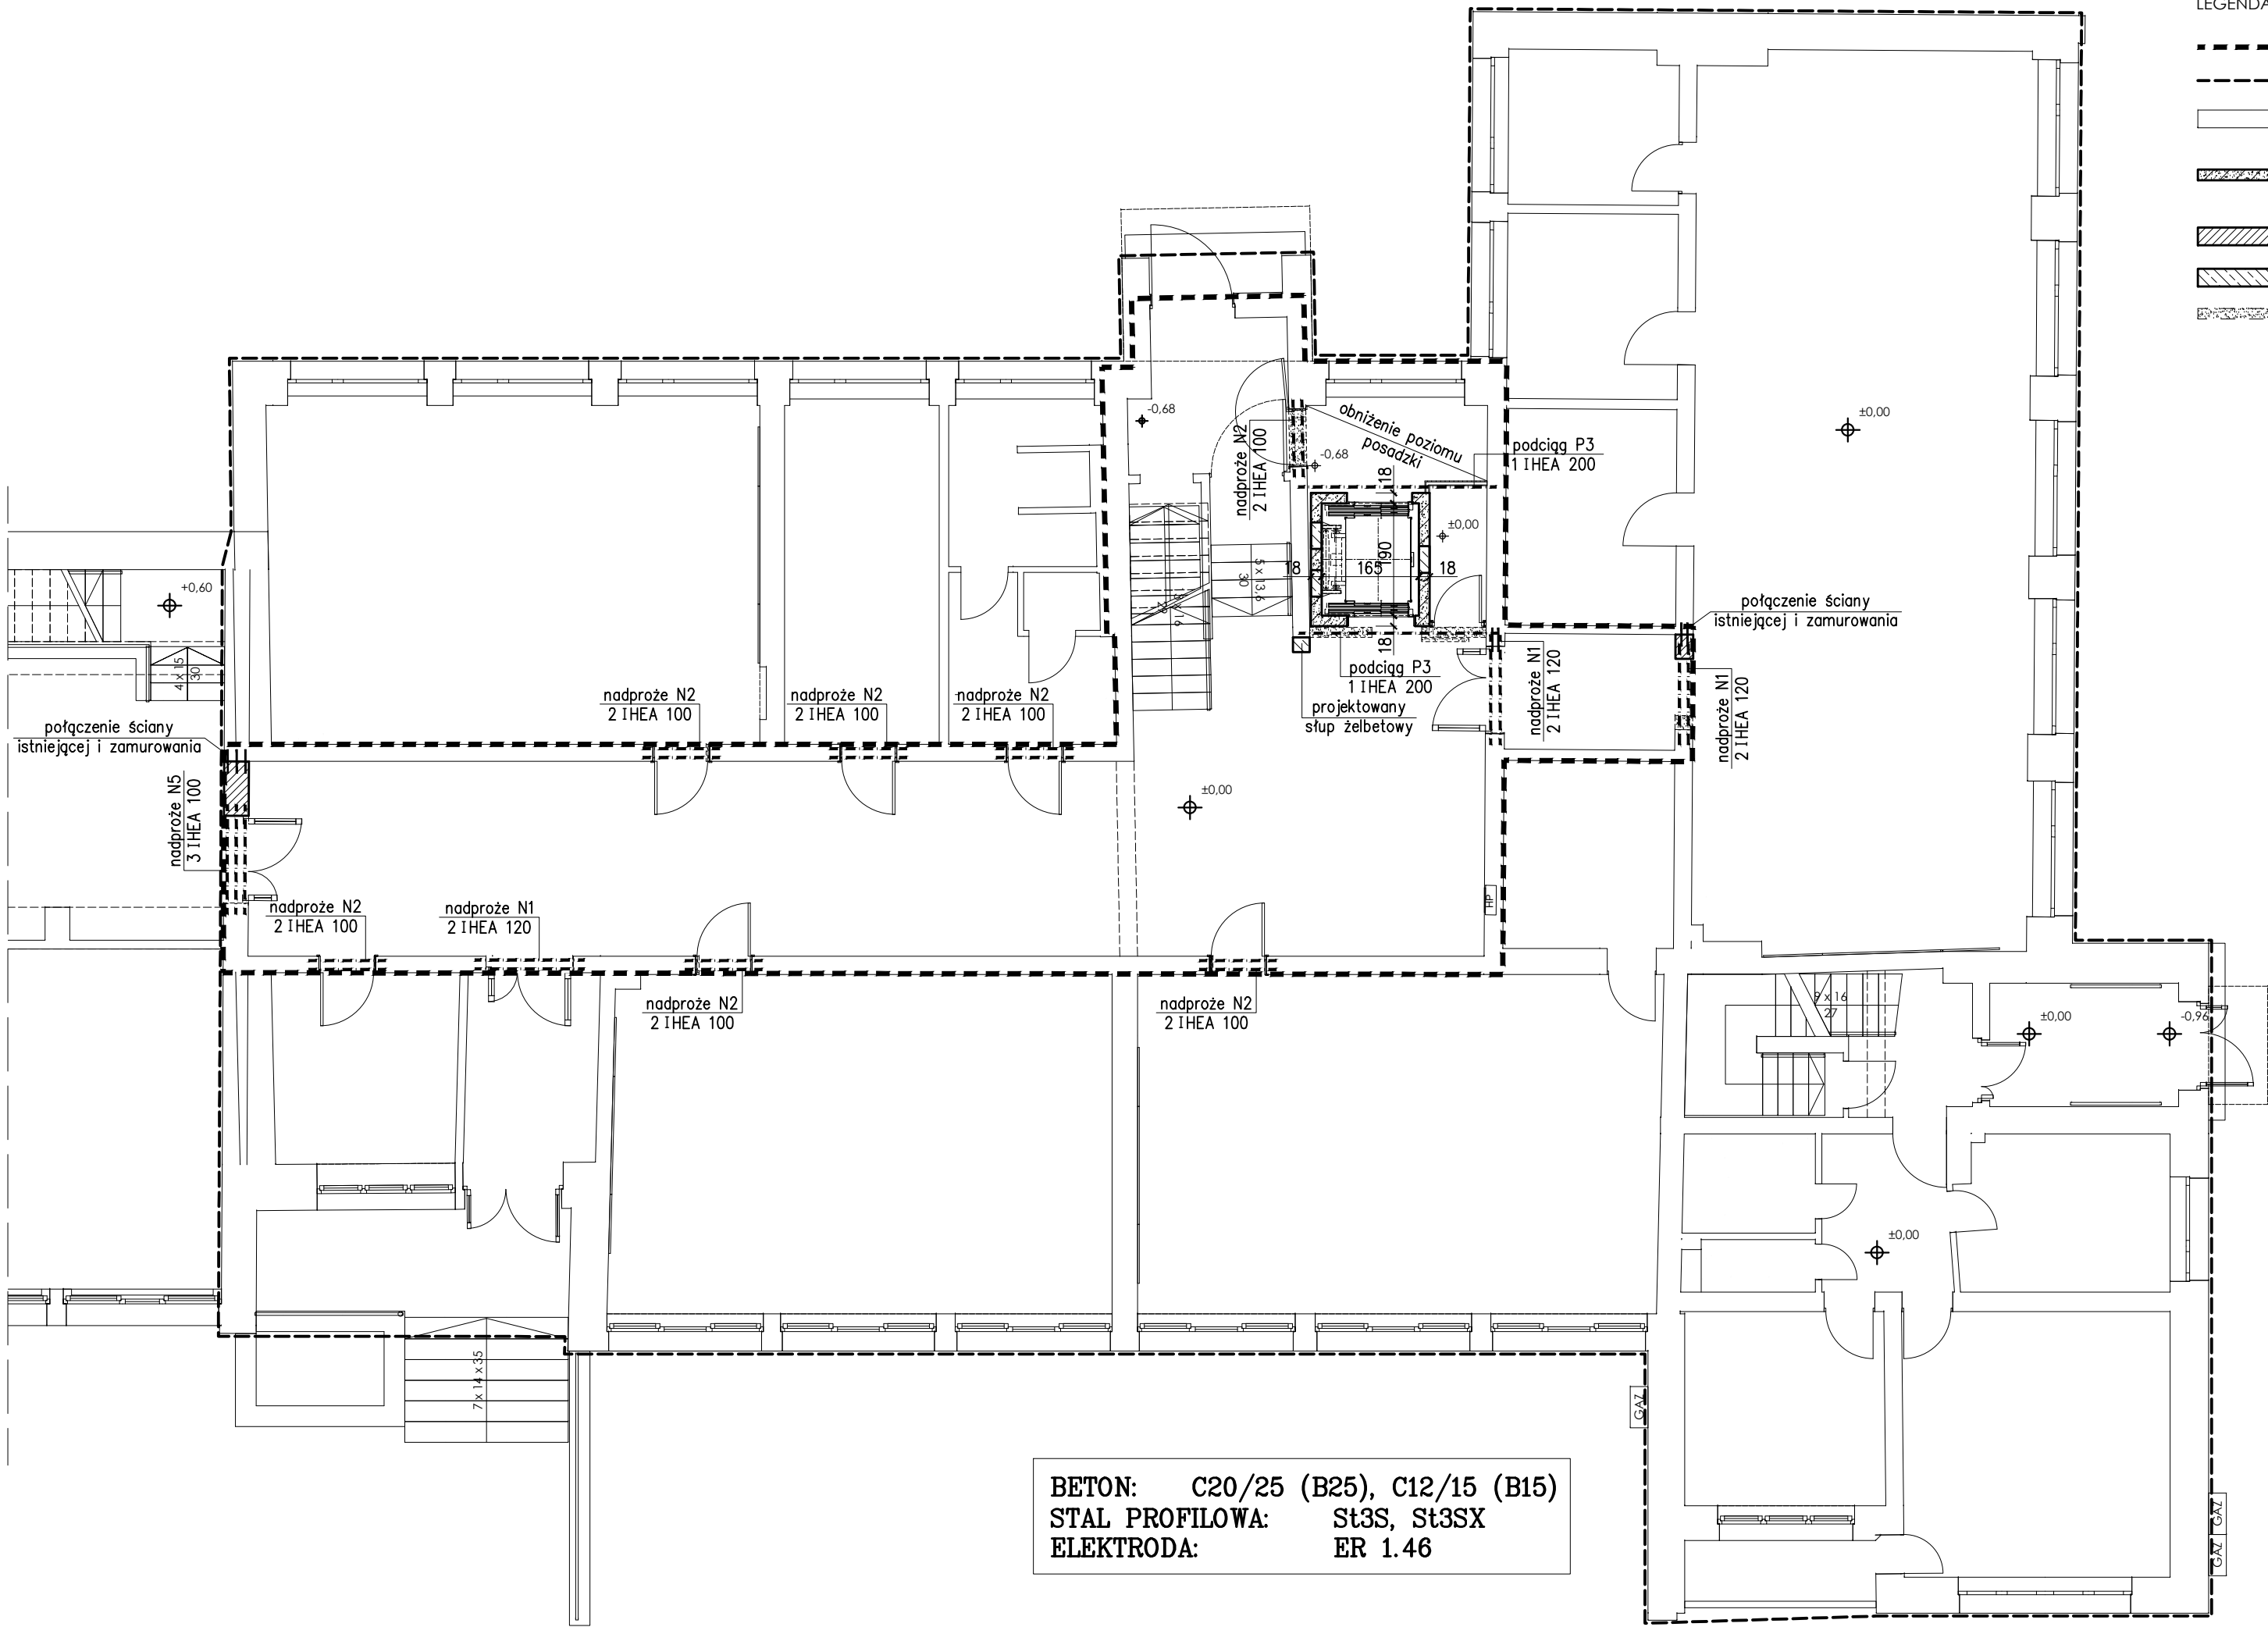 LEGENDA
±0,00
-0,68
nadproże N2
2 IHEA 100
obniżenie poziomu
posadzki
-0,68
podciąg P3
1 IHEA 200
18
±0,00
190
18
165
18
18
5 x 13,6
30
+0,60
4 x 15
30
połączenie ściany
istniejącej i zamurowania
podciąg P3
1 IHEA 200
projektowany
słup żelbetowy
nadproże N1
2 IHEA 120
nadproże N1
2 IHEA 120
nadproże N2
2 IHEA 100
nadproże N2
2 IHEA 100
nadproże N2
2 IHEA 100
połączenie ściany
istniejącej i zamurowania
nadproże N5
3 IHEA 100
±0,00
HP
nadproże N2
2 IHEA 100
nadproże N1
2 IHEA 120
nadproże N2
2 IHEA 100
nadproże N2
2 IHEA 100
9 x 16
27
±0,00
-0,96
±0,00
7 x 14 x 35
GAZ
BETON: C20/25 (B25), C12/15 (B15)
STAL PROFILOWA: St3S, St3SX
ELEKTRODA: ER 1.46
GAZ
GAZ